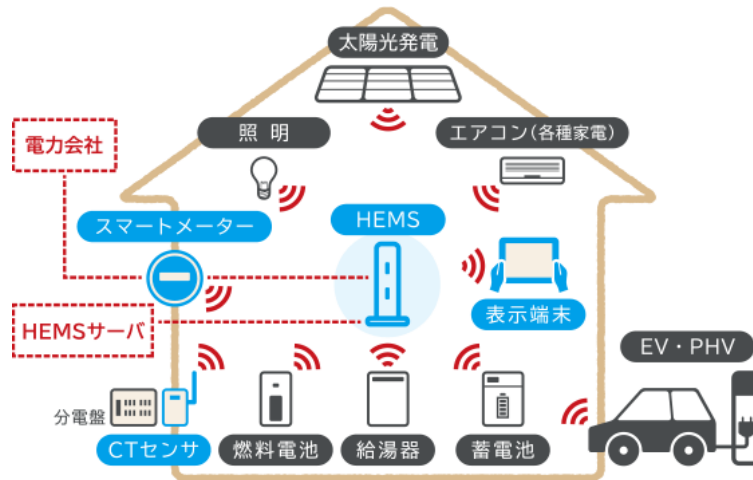 太陽光発電
照明
エアコン(各種家電)
電力会社
スマートメーター
HEMS
HEMSサーバ
表示端末
EV・PHV
分電盤
CTセンサ
燃料電池
給湯器
蓄電池